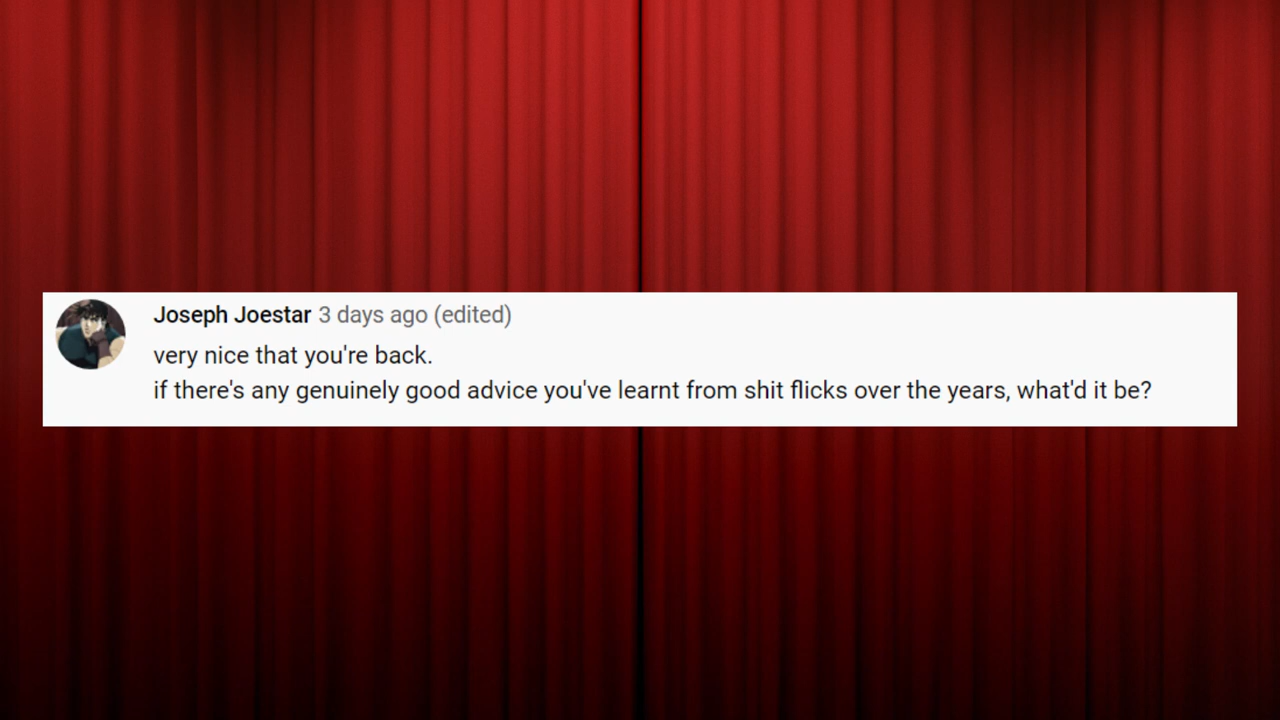 Joseph Joestar 3 days ago (edited)
very nice that you're back.
if there's any genuinely good advice you've learnt from shit flicks over the years, what'd it be?